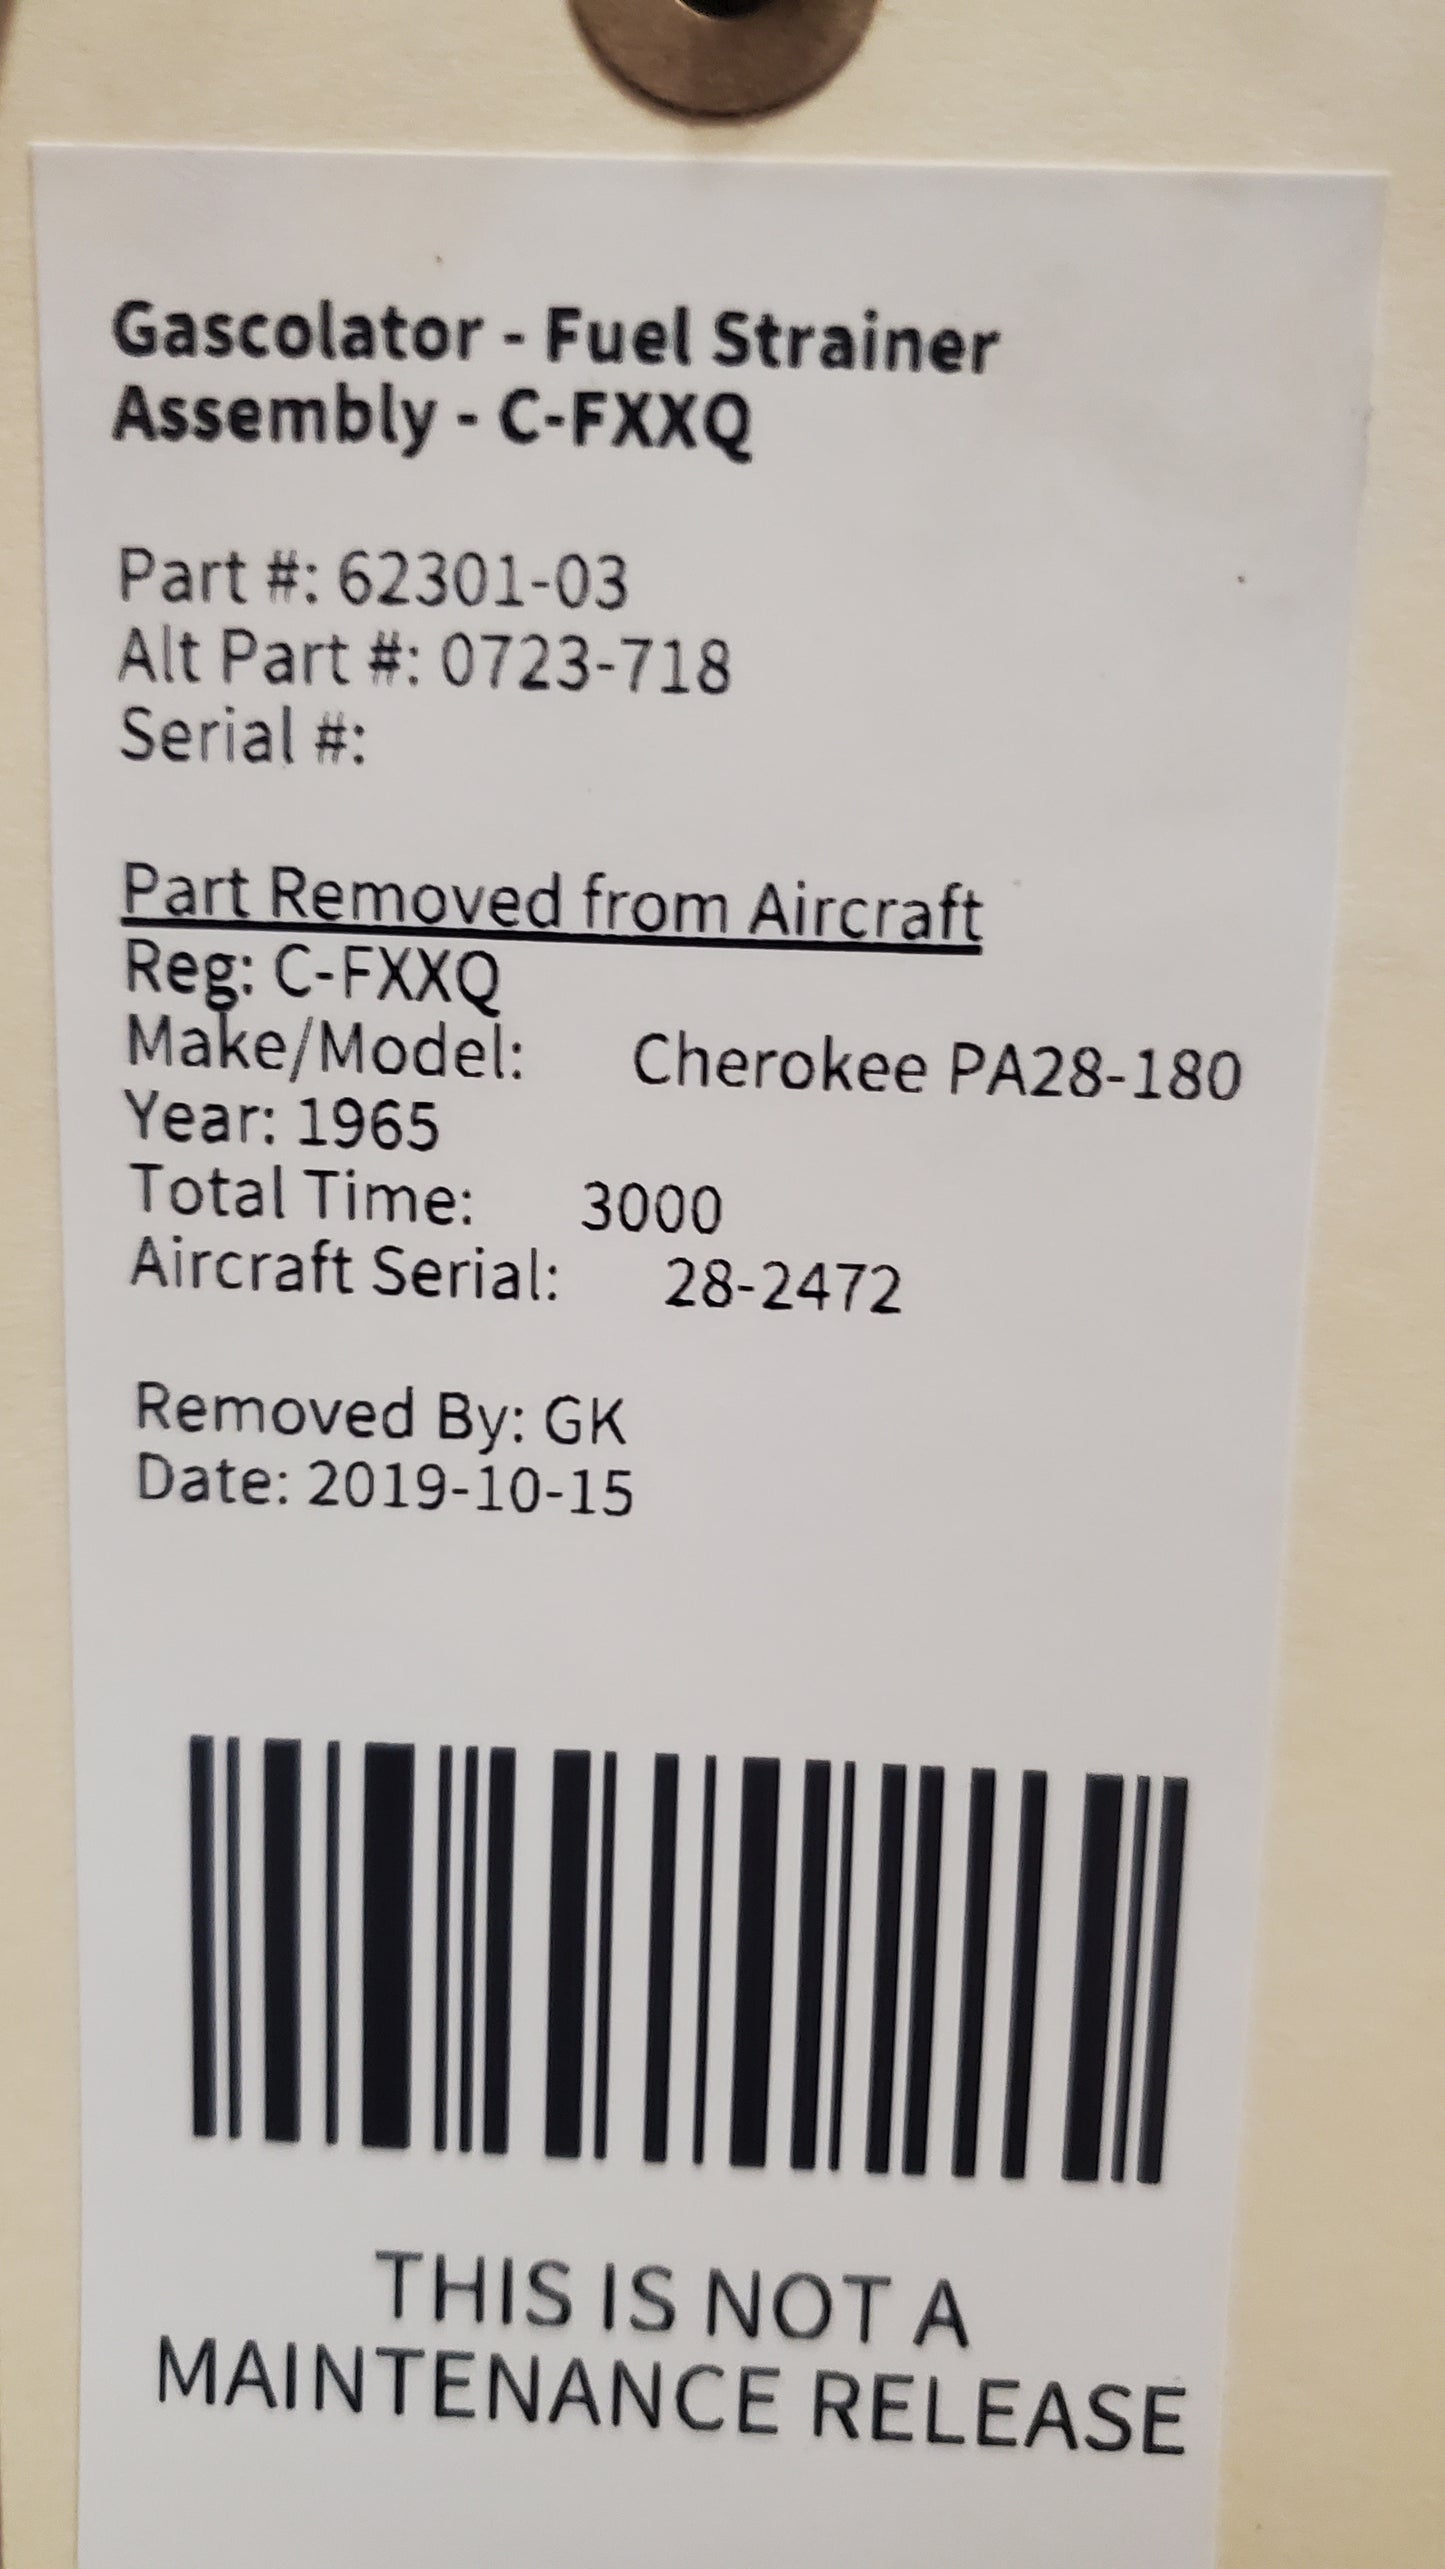 Gascolator - Fuel Strainer
Assembly - C-FXXQ
Part #: 62301-03
Alt Part #: 0723-718
Serial #:
Part Removed from Aircraft
Reg: C-FXXQ
Make/Model: Cherokee PA28-180
Year: 1965
Total Time: 3000
Aircraft Serial: 28-2472
Removed By: GK
Date: 2019-10-15
THIS IS NOT A
MAINTENANCE RELEASE